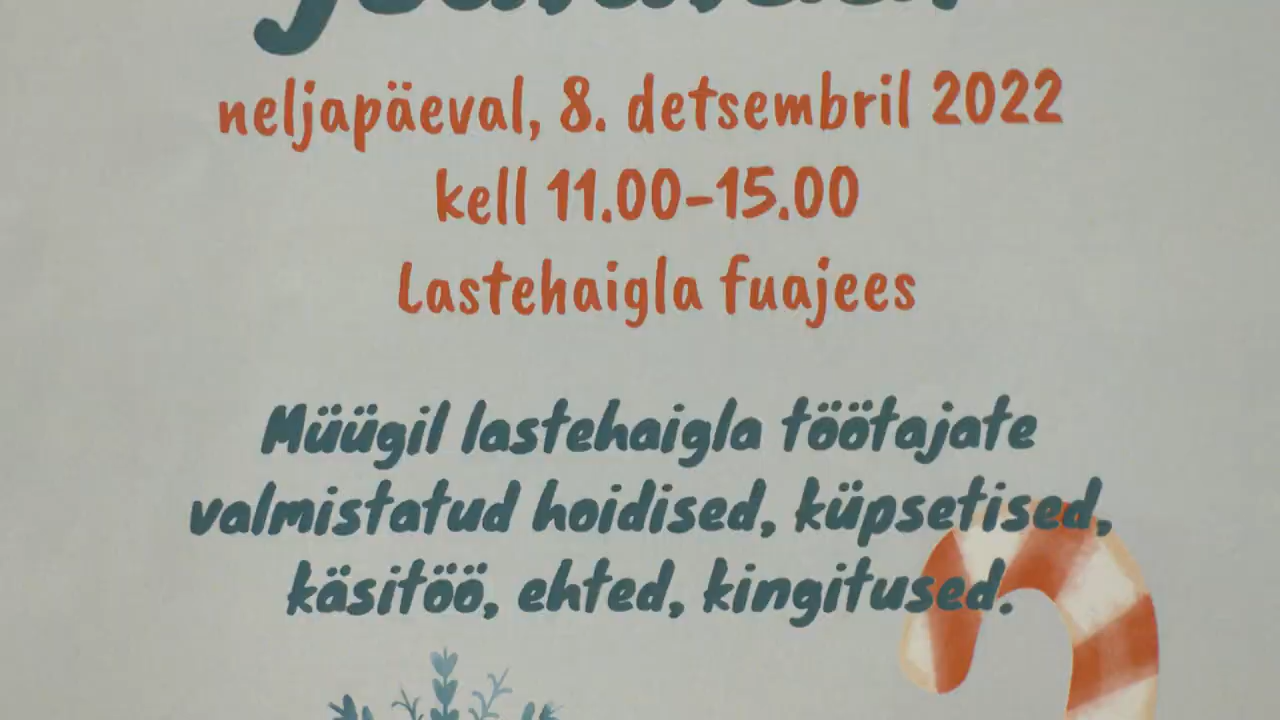 neljapäeval, 8. detsembril 2022
kell 11.00-15.00
Lastehaigla fuajees
Müügil lastehaigla töötajate
valmistatud hoidised, küpsetised,
käsitöö, ehted, kingitused.